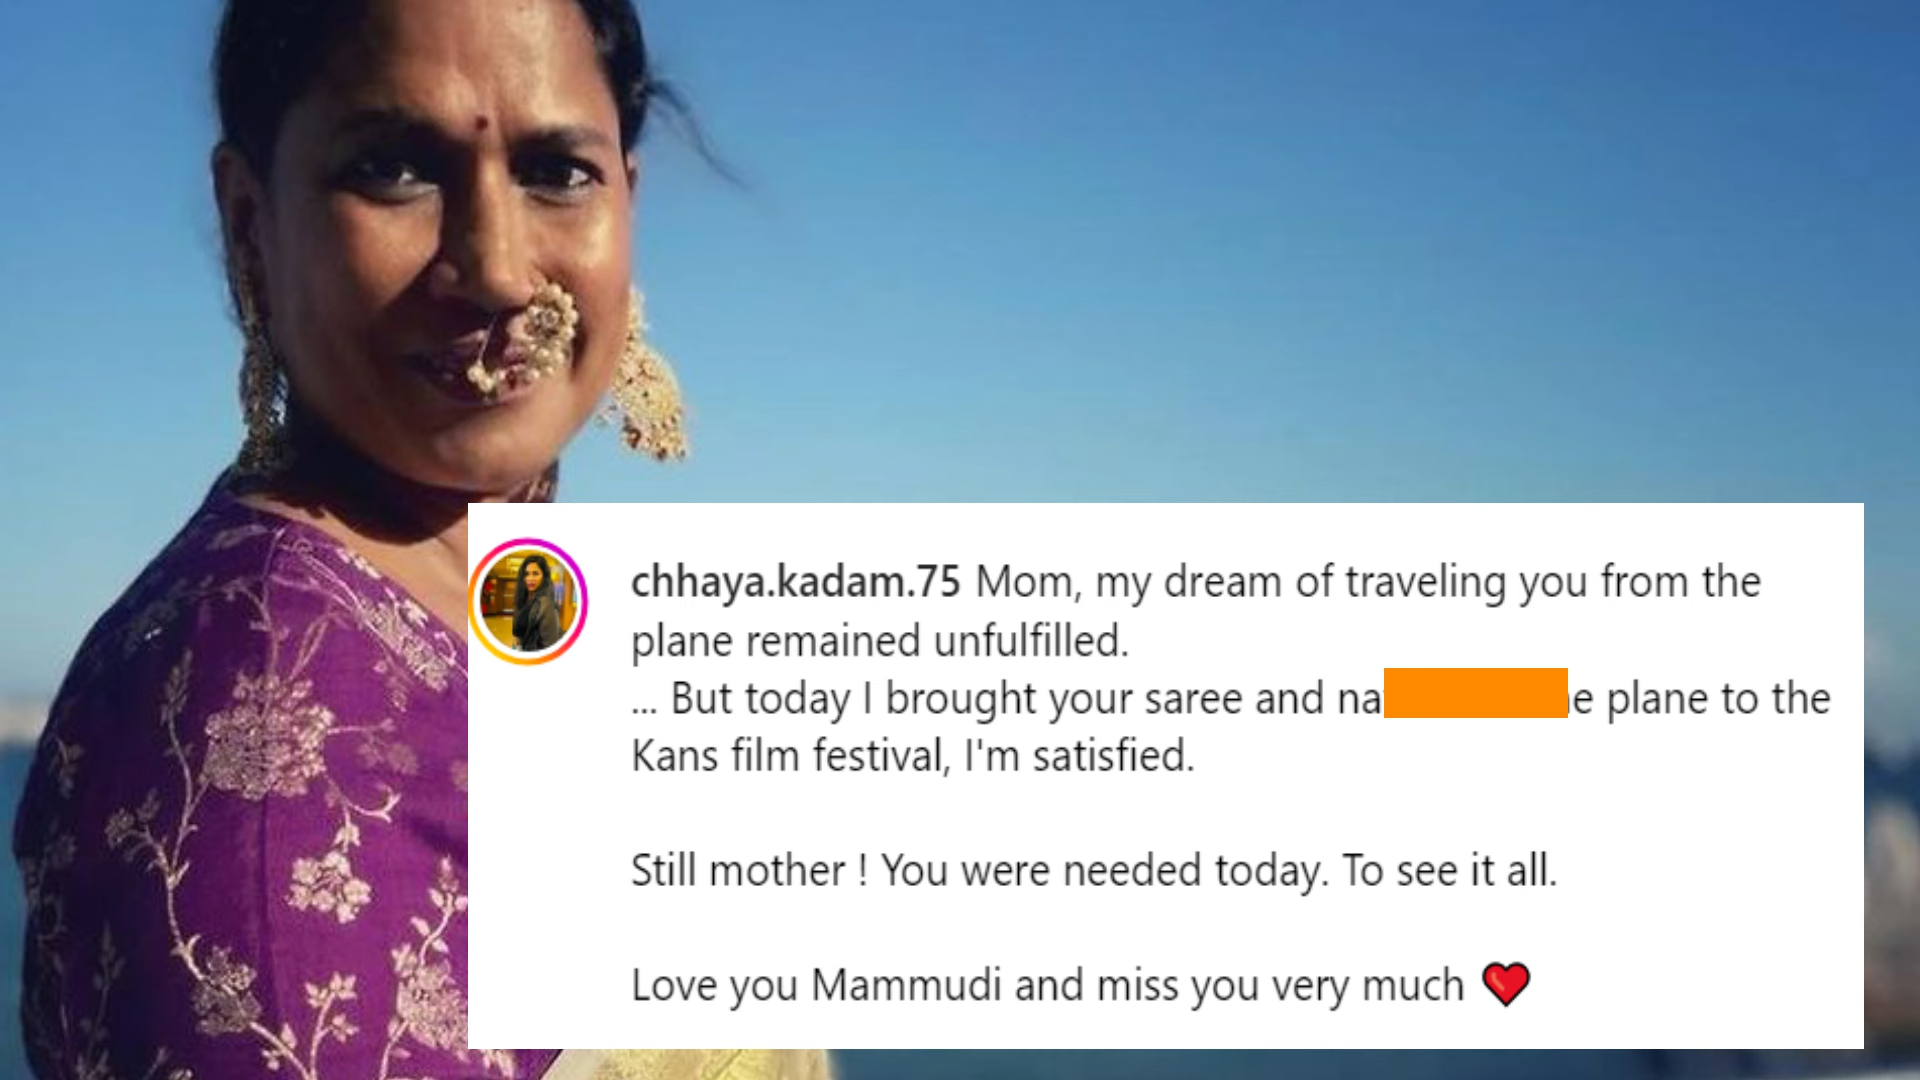 chhaya.kadam.75 Mom, my dream of traveling you from the
plane remained unfulfilled.
... But today I brought your saree and plane to the
Kans film festival, I'm satisfied.
Still mother ! You were needed today. To see it all.
Love you Mammudi and miss you very much ❤️